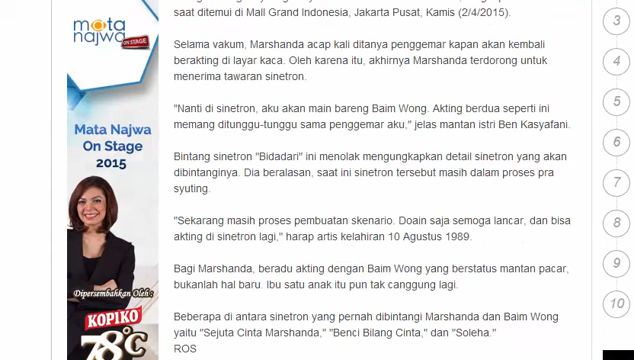 saat ditemui di Mall Grand Indonesia, Jakarta Pusat, Kamis (2/4/2015).
Selama vakum, Marshanda acap kali ditanya penggemar kapan akan kembali
berakting di layar kaca. Oleh karena itu, akhirnya Marshanda terdorong untuk
menerima tawaran sinetron.
"Nanti di sinetron, aku akan main bareng Baim Wong. Akting berdua seperti ini
memang ditunggu-tunggu sama penggemar aku," jelas mantan istri Ben Kasyafani.
Bintang sinetron "Bidadari" ini menolak mengungkapkan detail sinetron yang akan
dibintanginya. Dia beralasan, saat ini sinetron tersebut masih dalam proses pra
syuting.
"Sekarang masih proses pembuatan skenario. Doain saja semoga lancar, dan bisa
akting di sinetron lagi," harap artis kelahiran 10 Agustus 1989.
Bagi Marshanda, beradu akting dengan Baim Wong yang berstatus mantan pacar,
bukanlah hal baru. Ibu satu anak itu pun tak canggung lagi.
Beberapa di antara sinetron yang pernah dibintangi Marshanda dan Baim Wong
yaitu "Sejuta Cinta Marshanda," "Benci Bilang Cinta," dan "Soleha."
ROS
mata
najwa
ON STAGE
Mata Najwa
On Stage
2015
Dipersembahkan Oleh :
KOPIKO
78°C
3
4
5
6
7
8
9
10